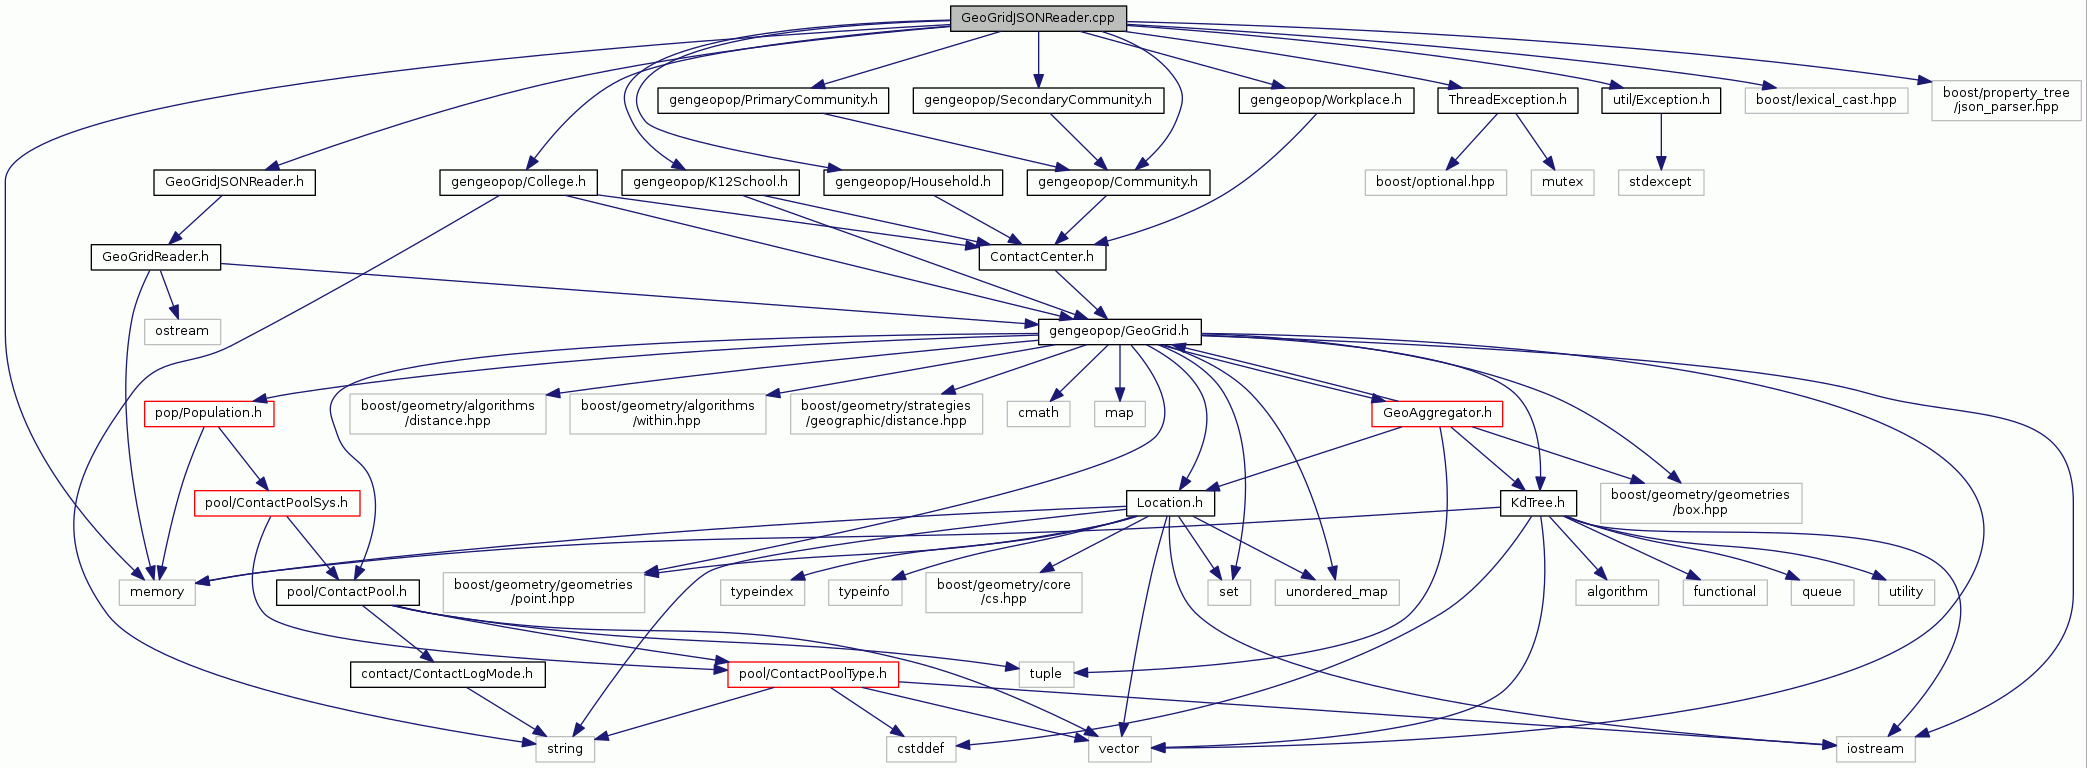 GeoGridJSONReader.cpp
gengeopop/PrimaryCommunity.h
gengeopop/SecondaryCommunity.h
gengeopop/Workplace.h
ThreadException.h
util/Exception.h
boost/lexical_cast.hpp
boost/property_tree
/json_parser.hpp
GeoGridJSONReader.h
gengeopop/College.h
gengeopop/K12School.h
gengeopop/Household.h
gengeopop/Community.h
boost/optional.hpp
mutex
stdexcept
GeoGridReader.h
ContactCenter.h
ostream
gengeopop/GeoGrid.h
pop/Population.h
boost/geometry/algorithms
/distance.hpp
boost/geometry/algorithms
/within.hpp
boost/geometry/strategies
/geographic/distance.hpp
cmath
map
GeoAggregator.h
pool/ContactPoolSys.h
Location.h
KdTree.h
boost/geometry/geometries
/box.hpp
memory
pool/ContactPool.h
boost/geometry/geometries
/point.hpp
typeindex
typeinfo
boost/geometry/core
/cs.hpp
set
unordered_map
algorithm
functional
queue
utility
contact/ContactLogMode.h
pool/ContactPoolType.h
tuple
string
cstddef
vector
iostream